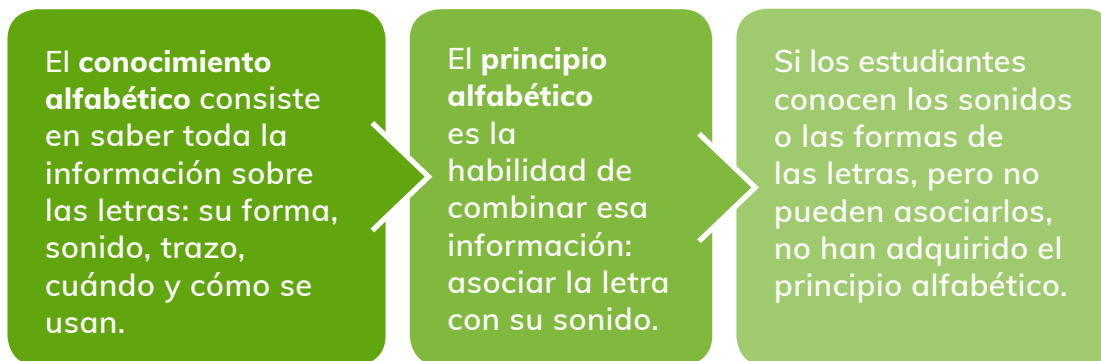 El conocimiento
alfabético consiste
en saber toda la
información sobre
las letras: su forma,
sonido, trazo,
cuándo y cómo se
usan.
El principio
alfabético
es la
habilidad de
combinar esa
información:
asociar la letra
con su sonido.
Si los estudiantes
conocen los sonidos
o las formas de
las letras, pero no
pueden asociarlos,
no han adquirido el
principio alfabético.